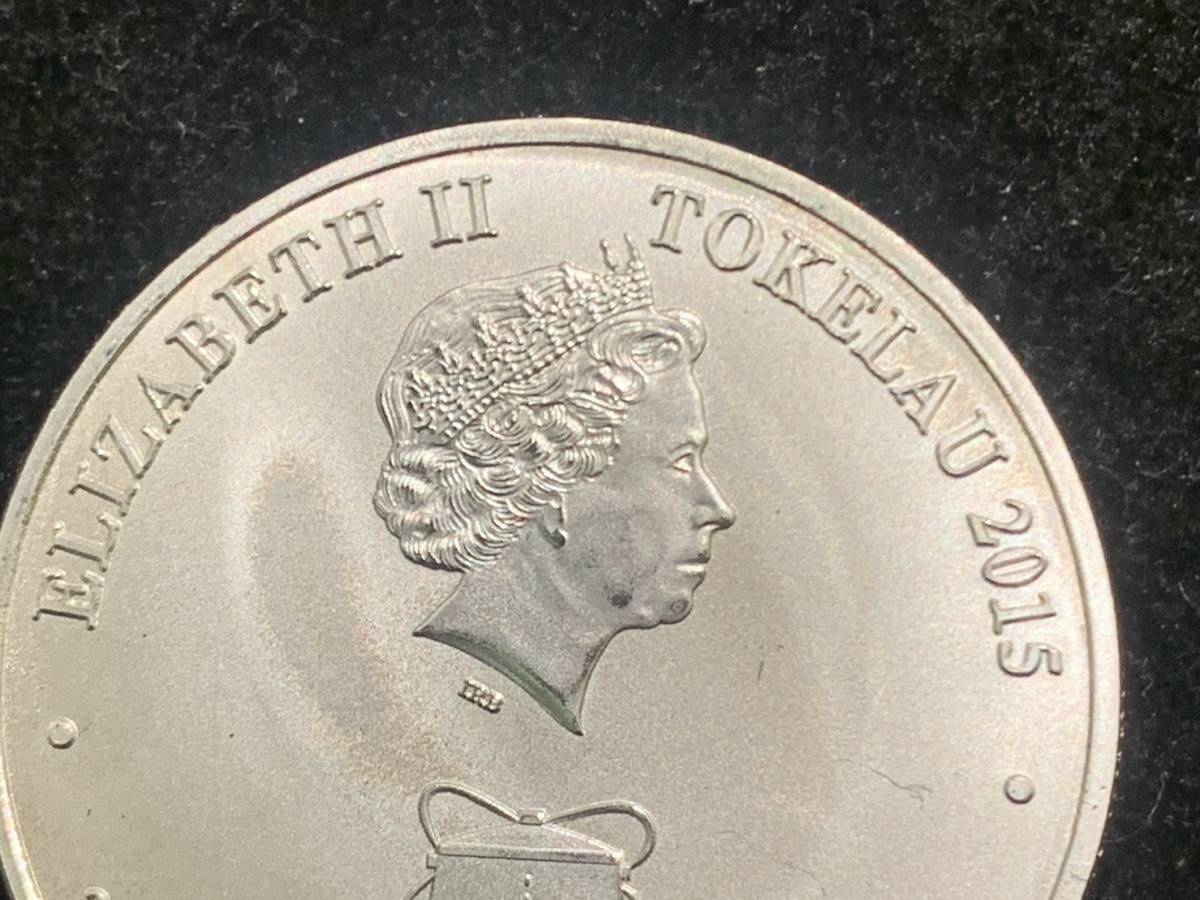 ELIZABETH II TOKELAU 2015
IRB